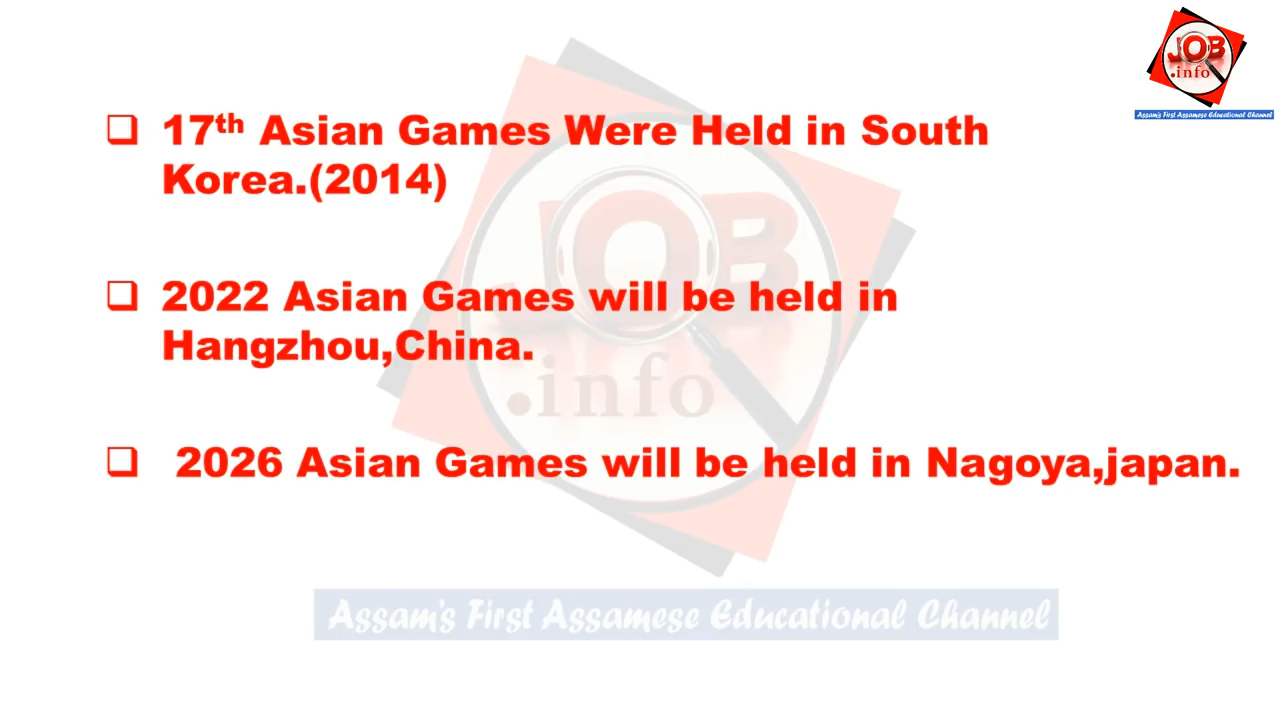 JOB
.info
Assam's First Assamese Educational Channel
17th Asian Games Were Held in South
Korea.(2014)
2022 Asian Games will be held in
Hangzhou,China.
2026 Asian Games will be held in Nagoya,japan.
JOB
.info
Assam's First Assamese Educational Channel